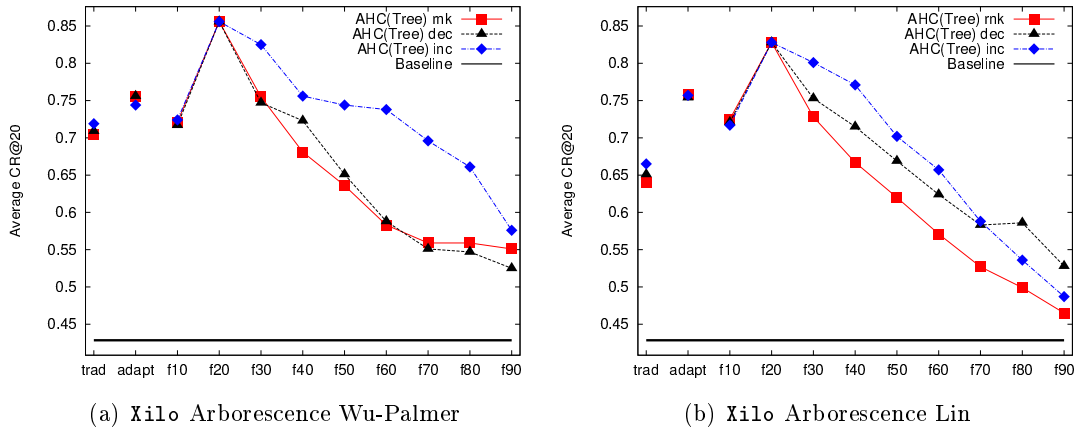 AHC(Tree) rnk
AHC(Tree) dec
AHC(Tree) inc
Baseline
0.85
0.8
0.75
0.7
0.65
0.6
0.55
0.5
0.45
Average CR@20
trad adapt f10 f20 f30 f40 f50 f60 f70 f80 f90
(a) Xilo Arborescence Wu-Palmer
AHC(Tree) rnk
AHC(Tree) dec
AHC(Tree) inc
Baseline
0.85
0.8
0.75
0.7
0.65
0.6
0.55
0.5
0.45
Average CR@20
trad adapt f10 f20 f30 f40 f50 f60 f70 f80 f90
(b) Xilo Arborescence Lin